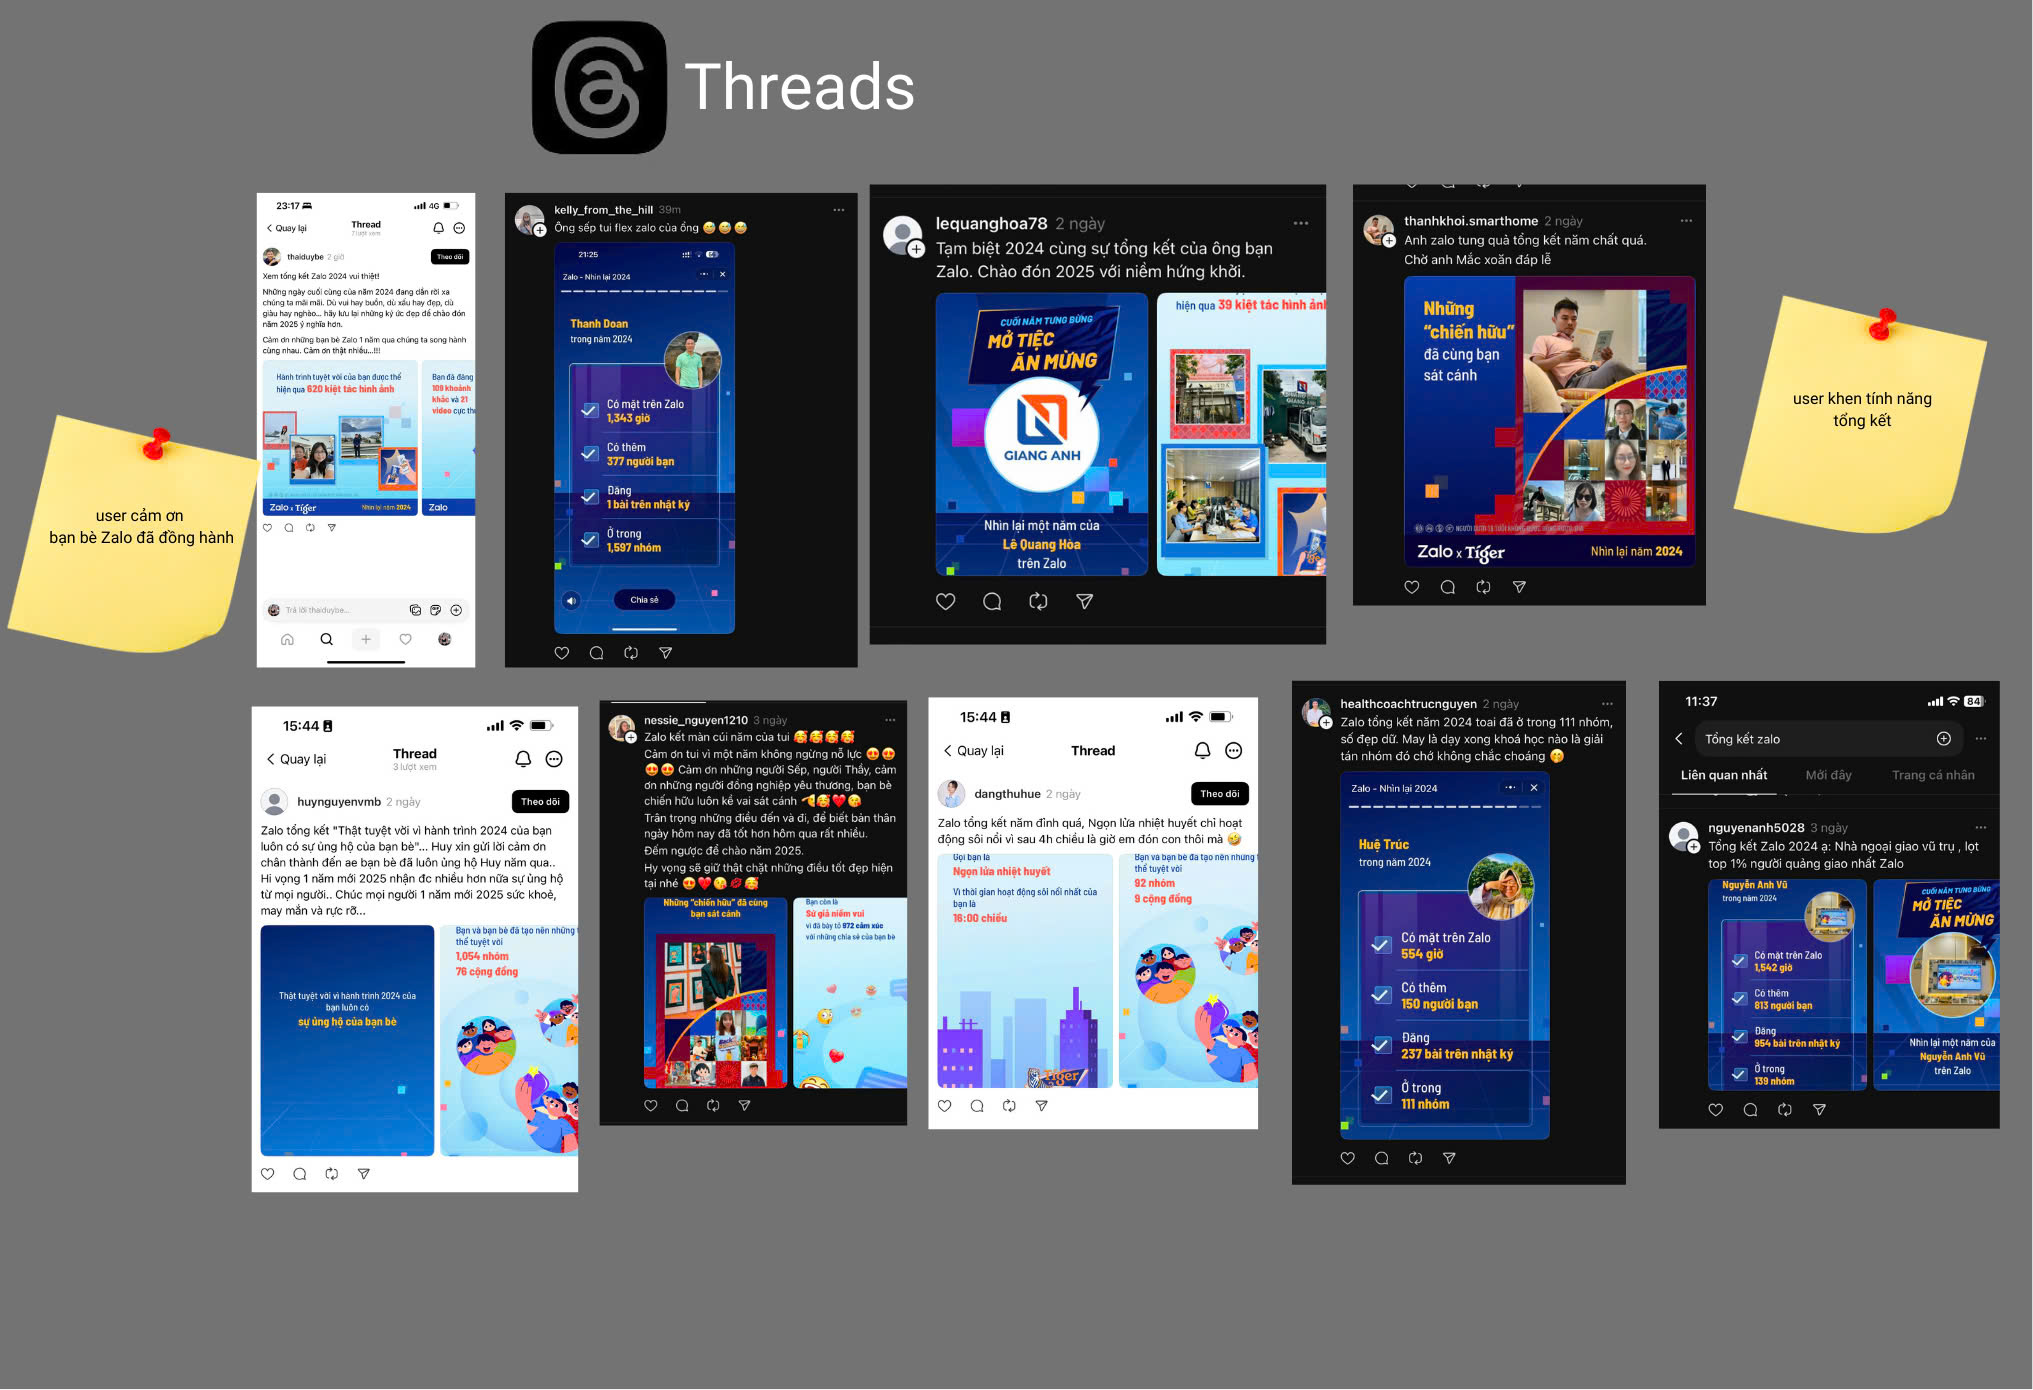 Threads
user cảm ơn
bạn bè Zalo đã đồng hành
23:17
4G
Quay lại
Thread
7 lượt xem
thaiduybe 2 giờ
Theo dõi
Xem tổng kết Zalo 2024 vui thiệt!
Những ngày cuối cùng của năm 2024 đang dần rời xa
chúng ta mãi mãi. Dù vui hay buồn, dù xấu hay đẹp, dù
giàu hay nghèo... hãy lưu lại những ký ức đẹp để chào đón
năm 2025 ý nghĩa hơn.
Cảm ơn những bạn bè Zalo 1 năm qua chúng ta song hành
cùng nhau. Cảm ơn thật nhiều...!!!
Hành trình tuyệt vời của bạn được thể
hiện qua 620 kiệt tác hình ảnh
Bạn đã đăng
109 khoảnh
khắc và 21
video cực th
Zalo x Tiger
Nhìn lại năm 2024
Zalo
Trả lời thaiduybe...
kelly_from_the_hill 39m
Ông sếp tui flex zalo của ổng 😅😅😅
21:25
Zalo - Nhìn lại 2024
Thanh Doan
trong năm 2024
Có mặt trên Zalo
1,343 giờ
Có thêm
377 người bạn
Đăng
1 bài trên nhật ký
Ở trong
1,597 nhóm
Chia sẻ
lequanghoa78 2 ngày
Tạm biệt 2024 cùng sự tổng kết của ông bạn
Zalo. Chào đón 2025 với niềm hứng khởi.
CUỐI NĂM TƯNG BỪNG
MỞ TIỆC
ĂN MỪNG
GIANG ANH
Nhìn lại một năm của
Lê Quang Hòa
trên Zalo
hiện qua 39 kiệt tác hình ảnh
thanhkhoi.smarthome 2 ngày
Anh zalo tung quả tổng kết năm chất quá.
Chờ anh Mắc xoăn đáp lễ
Những
“chiến hữu”
đã cùng bạn
sát cánh
NGƯỜI DƯỚI 18 TUỔI KHÔNG ĐƯỢC UỐNG RƯỢU BIA
Zalo x Tiger
Nhìn lại năm 2024
user khen tính năng
tổng kết
15:44
Quay lại
Thread
3 lượt xem
huynguyenvmb 2 ngày
Theo dõi
Zalo tổng kết "Thật tuyệt vời vì hành trình 2024 của bạn
luôn có sự ủng hộ của bạn bè"... Huy xin gửi lời cảm ơn
chân thành đến ae bạn bè đã luôn ủng hộ Huy năm qua..
Hi vọng 1 năm mới 2025 nhận đc nhiều hơn nữa sự ủng hộ
từ mọi người.. Chúc mọi người 1 năm mới 2025 sức khoẻ,
may mắn và rực rỡ...
Thật tuyệt vời vì hành trình 2024 của
bạn luôn có
sự ủng hộ của bạn bè
Bạn và bạn bè đã tạo nên những
thể tuyệt vời
1,054 nhóm
76 cộng đồng
nessie_nguyen1210 3 ngày
Zalo kết màn cúi năm của tui 🥰🥰🥰🥰
Cảm ơn tui vì một năm không ngừng nỗ lực 😍😍
😍😍 Cảm ơn những người Sếp, người Thầy, cảm
ơn những người đồng nghiệp yêu thương, bạn bè
chiến hữu luôn kề vai sát cánh 🫡🥰❤️😘
Trân trọng những điều đến và đi, để biết bản thân
ngày hôm nay đã tốt hơn hôm qua rất nhiều.
Đếm ngược để chào năm 2025.
Hy vọng sẽ giữ thật chặt những điều tốt đẹp hiện
tại nhé 😍❤️😘💋🥰
Những “chiến hữu” đã cùng
bạn sát cánh
Bạn còn là
Sứ giả niềm vui
vì đã bày tỏ 972 cảm xúc
với những chia sẻ của bạn bè
15:44
Quay lại
Thread
dangthuhue 2 ngày
Theo dõi
Zalo tổng kết năm đỉnh quá, Ngọn lửa nhiệt huyết chỉ hoạt
động sôi nổi vì sau 4h chiều là giờ em đón con thôi mà 🤣
Gọi bạn là
Ngọn lửa nhiệt huyết
Vì thời gian hoạt động sôi nổi nhất của
bạn là
16:00 chiều
Tiger
Bạn và bạn bè đã tạo nên những
thể tuyệt vời
92 nhóm
9 cộng đồng
healthcoachtrucnguyen 2 ngày
Zalo tổng kết năm 2024 toai đã ở trong 111 nhóm,
số đẹp dữ. May là dạy xong khoá học nào là giải
tán nhóm đó chớ không chắc choáng 🤭
Zalo - Nhìn lại 2024
Huệ Trúc
trong năm 2024
Có mặt trên Zalo
554 giờ
Có thêm
150 người bạn
Đăng
237 bài trên nhật ký
Ở trong
111 nhóm
11:37
84
Tổng kết zalo
Liên quan nhất
Mới đây
Trang cá nhân
nguyenanh5028 3 ngày
Tổng kết Zalo 2024 ạ: Nhà ngoại giao vũ trụ , lọt
top 1% người quảng giao nhất Zalo
Nguyễn Anh Vũ
trong năm 2024
Có mặt trên Zalo
1,542 giờ
Có thêm
813 người bạn
Đăng
954 bài trên nhật ký
Ở trong
139 nhóm
CUỐI NĂM TƯNG BỪNG
MỞ TIỆC
ĂN MỪNG
Nhìn lại một năm của
Nguyễn Anh Vũ
trên Zalo